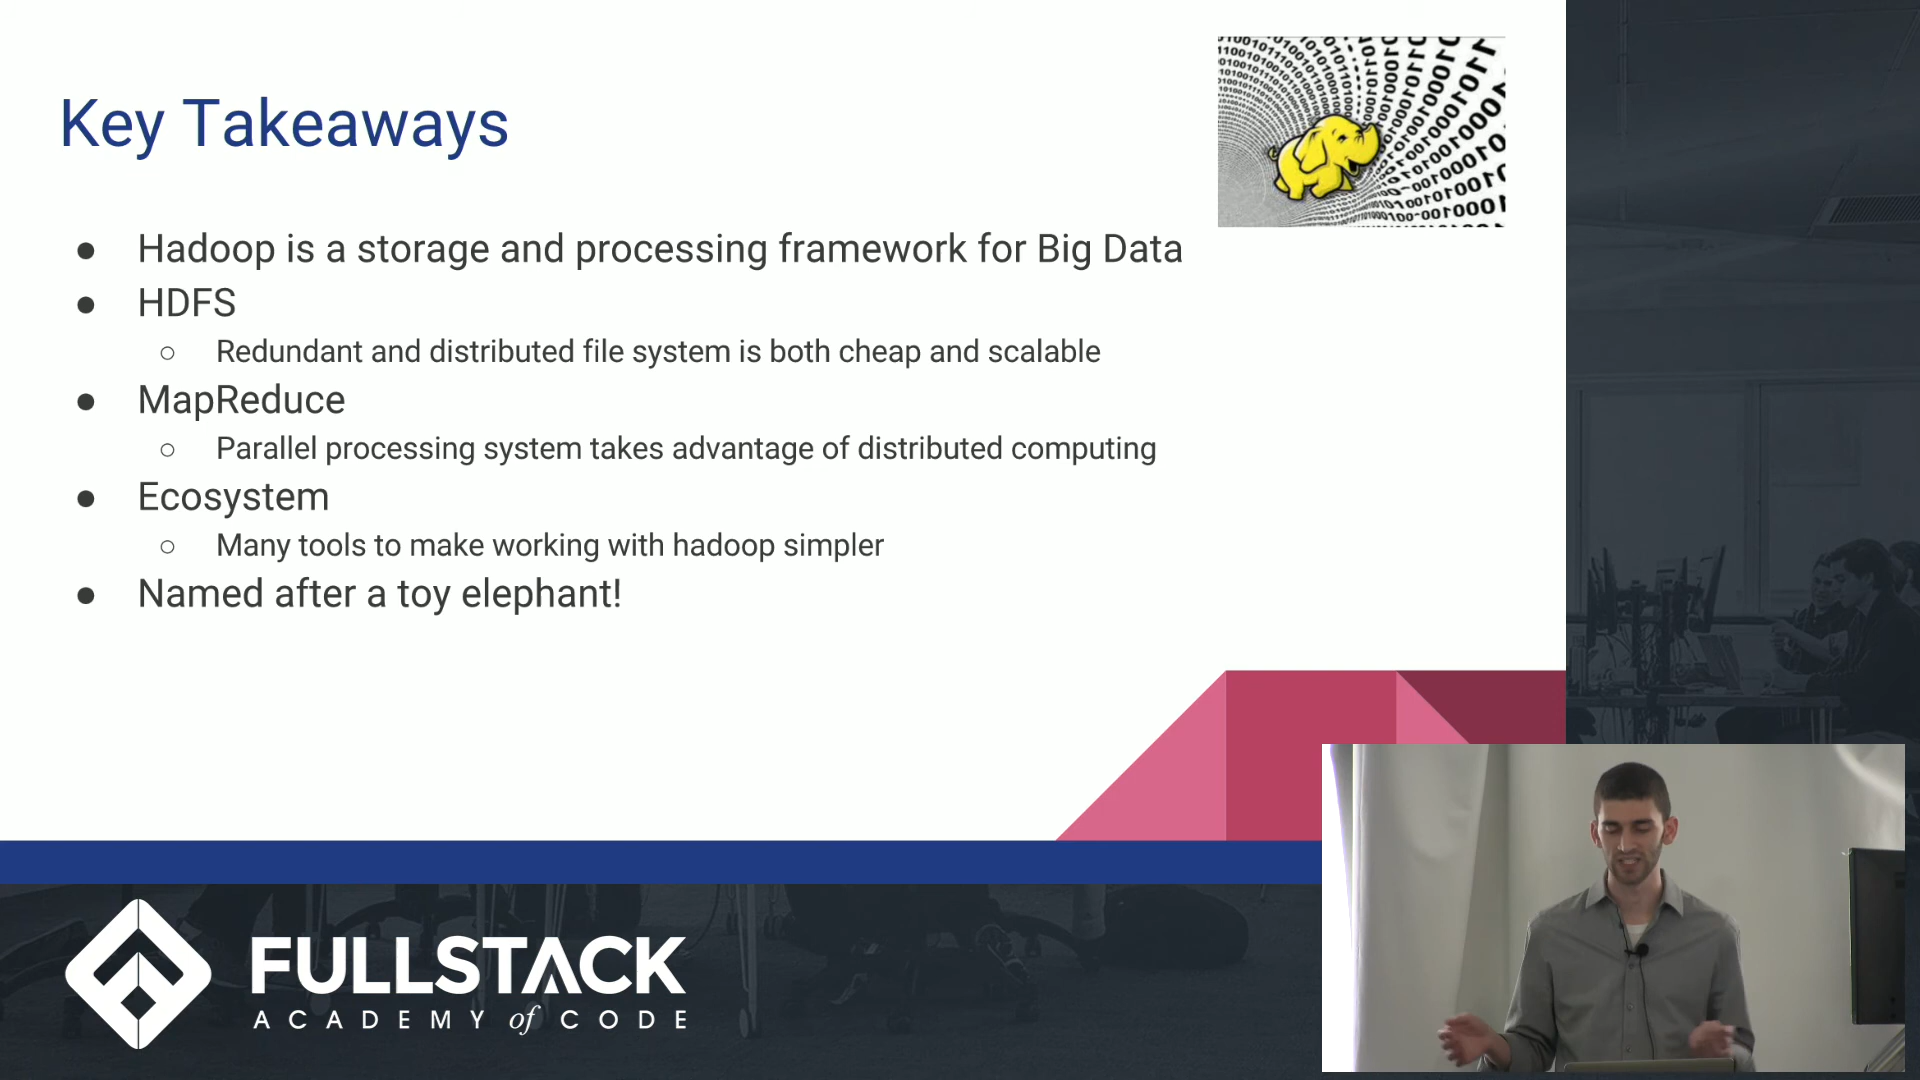 Key Takeaways
● Hadoop is a storage and processing framework for Big Data
● HDFS
○ Redundant and distributed file system is both cheap and scalable
● MapReduce
○ Parallel processing system takes advantage of distributed computing
● Ecosystem
○ Many tools to make working with hadoop simpler
● Named after a toy elephant!
FULLSTACK
ACADEMY of CODE